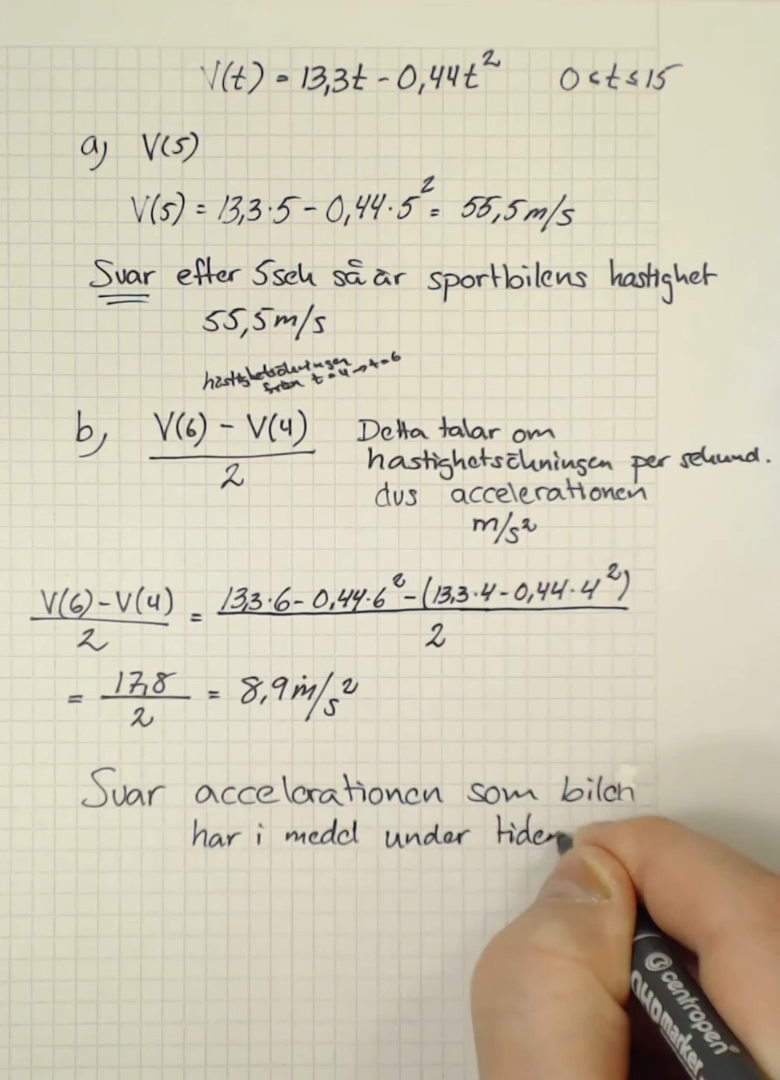 V(t) = 13,3t - 0,44t² 0 ≤ t ≤ 15
a) V(5)
V(5) = 13,3·5 - 0,44·5² = 55,5 m/s
Svar efter 5sek så är sportbilens hastighet
55,5 m/s
hastighetsökningen
från t=4 → t=6
b) (V(6) - V(4))/2
Detta talar om
hastighetsökningen per sekund.
dvs accelerationen
m/s²
(V(6) - V(4))/2 = (13,3·6 - 0,44·6² - (13,3·4 - 0,44·4²))/2
= 17,8/2 = 8,9 m/s²
Svar accelerationen som bilen
har i medel under tiden
centropen
marker